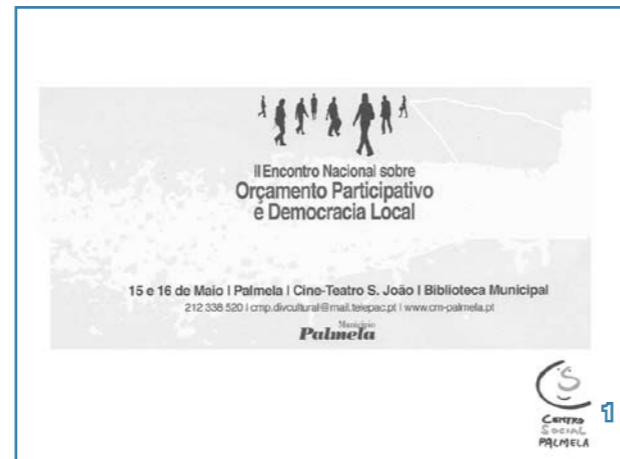 II Encontro Nacional sobre
Orçamento Participativo
e Democracia Local
15 e 16 de Maio I Palmela I Cine-Teatro S. João I Biblioteca Municipal
212 338 520 I cmp.divcultural@mail.telepac.pt I www.cm-palmela.pt
Município
Palmela
CENTRO
SOCIAL
PALMELA
1